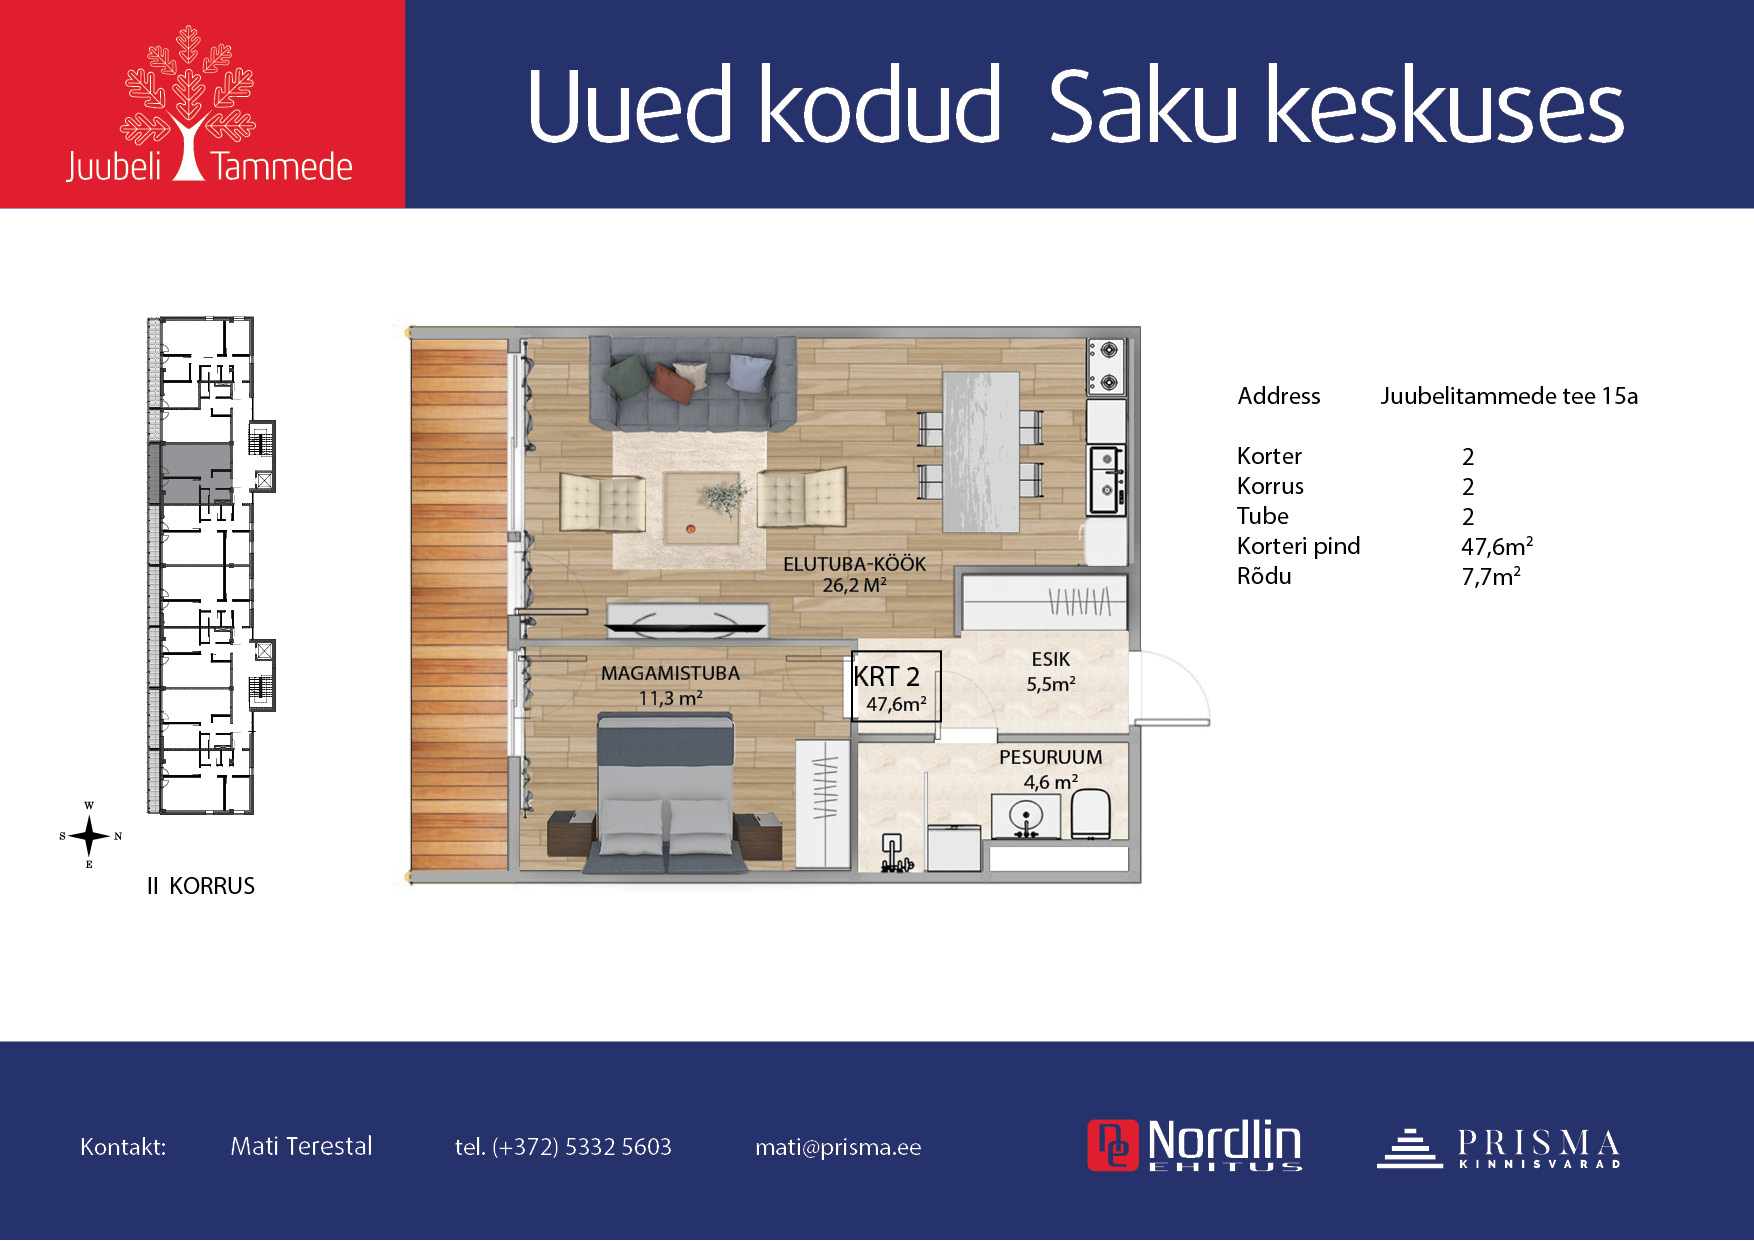 Juubeli Tammede
Uued kodud Saku keskuses
Address Juubelitammede tee 15a
Korter 2
Korrus 2
Tube 2
Korteri pind 47,6m²
Rõdu 7,7m²
ELUTUBA-KÖÖK
26,2 M²
MAGAMISTUBA
11,3 m²
KRT 2
47,6m²
ESIK
5,5m²
PESURUUM
4,6 m²
W
S N
E
II KORRUS
Kontakt: Mati Terestal tel. (+372) 5332 5603 mati@prisma.ee
ne Nordlin
EHITUS
PRISMA
KINNISVARAD